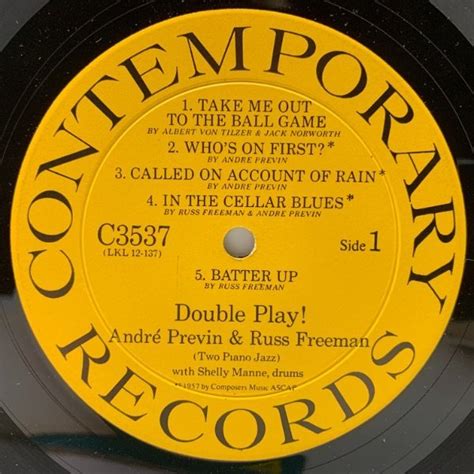 CONTEMPORARY
1. TAKE ME OUT
TO THE BALL GAME
BY ALBERT VON TILZER & JACK NORWORTH
2. WHO'S ON FIRST?*
BY ANDRE PREVIN
3. CALLED ON ACCOUNT OF RAIN*
BY ANDRE PREVIN
4. IN THE CELLAR BLUES*
BY RUSS FREEMAN & ANDRE PREVIN
C3537
(LKL 12-137)
Side 1
5. BATTER UP
BY RUSS FREEMAN
Double Play!
André Previn & Russ Freeman
(Two Piano Jazz)
with Shelly Manne, drums
1957 by Composers Music ASCAP
RECORDS